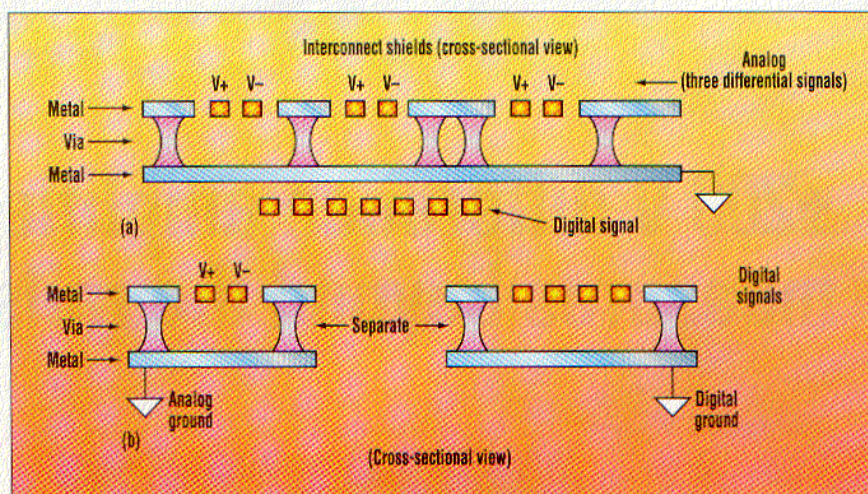 Interconnect shields (cross-sectional view)
Analog
(three differential signals)
V+ V– V+ V– V+ V–
Metal
Via
Metal
Digital signal
(a)
V+ V–
Digital
signals
Metal
Via
Separate
Metal
Analog
ground
Digital
ground
(b)
(Cross-sectional view)